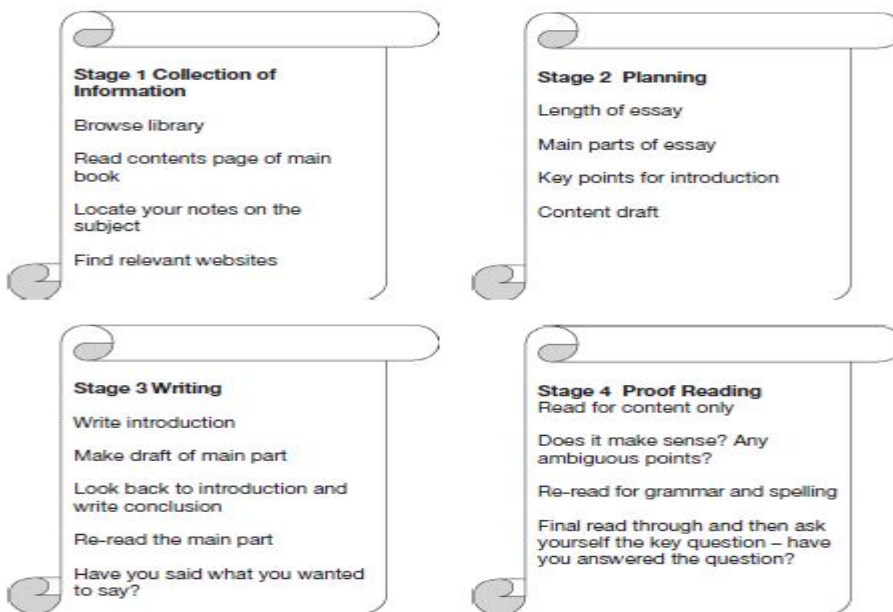 Stage 1 Collection of
Information
Browse library
Read contents page of main
book
Locate your notes on the
subject
Find relevant websites
Stage 2 Planning
Length of essay
Main parts of essay
Key points for introduction
Content draft
Stage 3 Writing
Write introduction
Make draft of main part
Look back to introduction and
write conclusion
Re-read the main part
Have you said what you wanted
to say?
Stage 4 Proof Reading
Read for content only
Does it make sense? Any
ambiguous points?
Re-read for grammar and spelling
Final read through and then ask
yourself the key question – have
you answered the question?